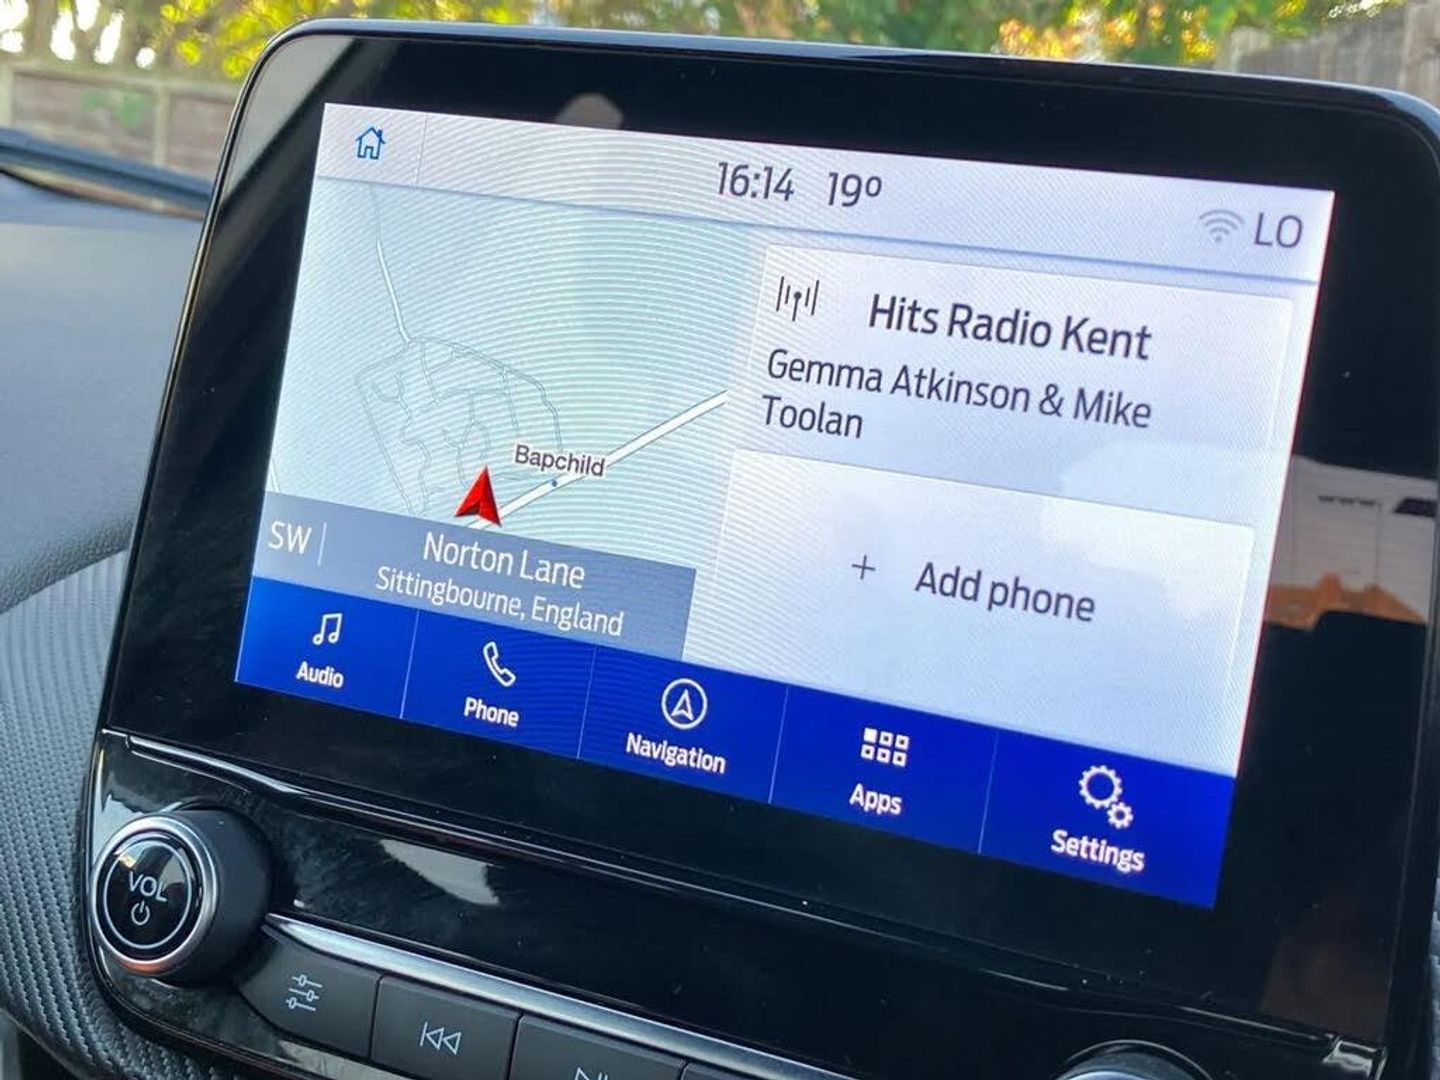 16:14 19º
LO
Hits Radio Kent
Gemma Atkinson & Mike
Toolan
Bapchild
SW
Norton Lane
Sittingbourne, England
+ Add phone
Audio
Phone
Navigation
Apps
Settings
VOL